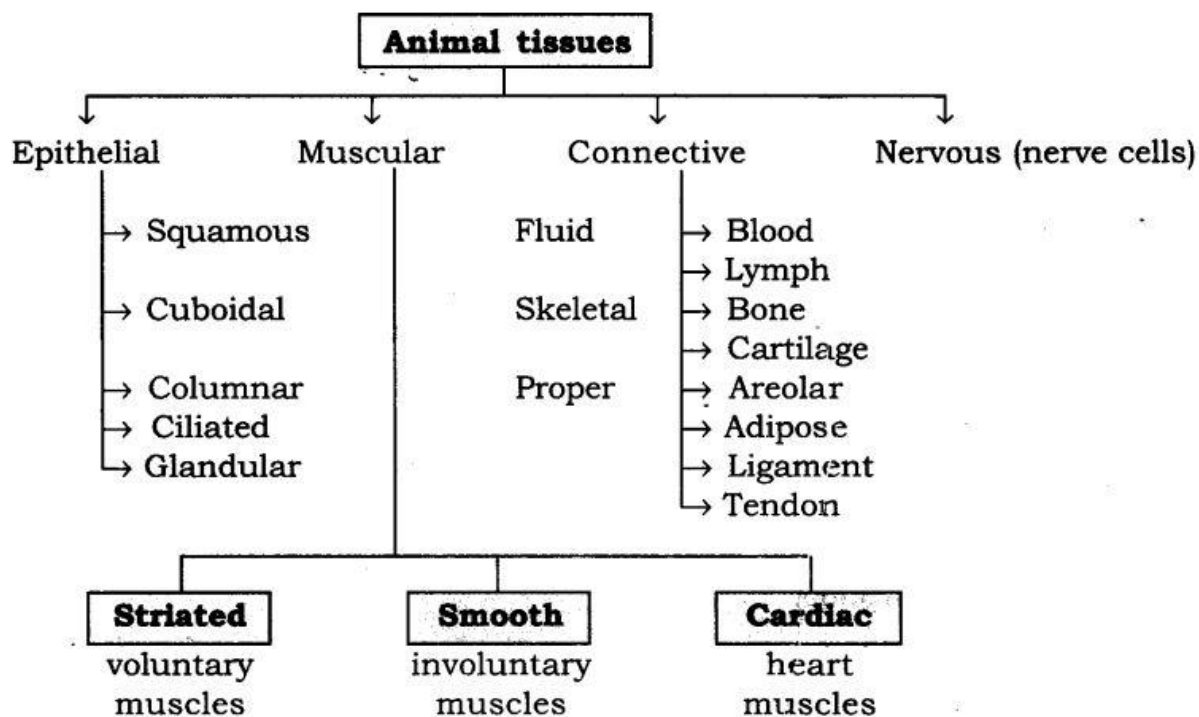 Animal tissues
Epithelial Muscular Connective Nervous (nerve cells)
Squamous Fluid Blood
Lymph
Cuboidal Skeletal Bone
Cartilage
Columnar Proper Areolar
Ciliated Adipose
Glandular Ligament
Tendon
Striated Smooth Cardiac
voluntary involuntary heart
muscles muscles muscles